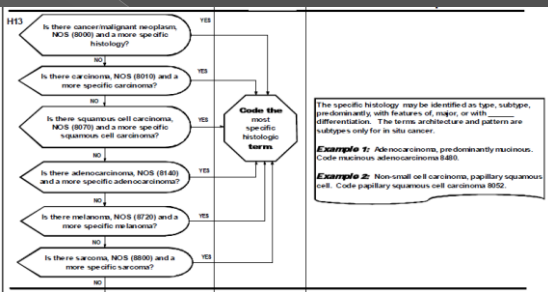 H13
Is there cancer/malignant neoplasm,
NOS (8000) and a more specific
histology?
YES
NO
Is there carcinoma, NOS (8010) and a
more specific carcinoma?
YES
NO
Is there squamous cell carcinoma,
NOS (8070) and a more specific
squamous cell carcinoma?
YES
NO
Is there adenocarcinoma, NOS (8140)
and a more specific adenocarcinoma?
YES
NO
Is there melanoma, NOS (8720) and a
more specific melanoma?
YES
NO
Is there sarcoma, NOS (8800) and a
more specific sarcoma?
YES
NO
Code the
most
specific
histologic
term.
The specific histology may be identified as type, subtype,
predominantly, with features of, major, or with _____
differentiation. The terms architecture and pattern are
subtypes only for in situ cancer.
Example 1: Adenocarcinoma, predominantly mucinous.
Code mucinous adenocarcinoma 8480.
Example 2: Non-small cell carcinoma, papillary squamous
cell. Code papillary squamous cell carcinoma 8052.